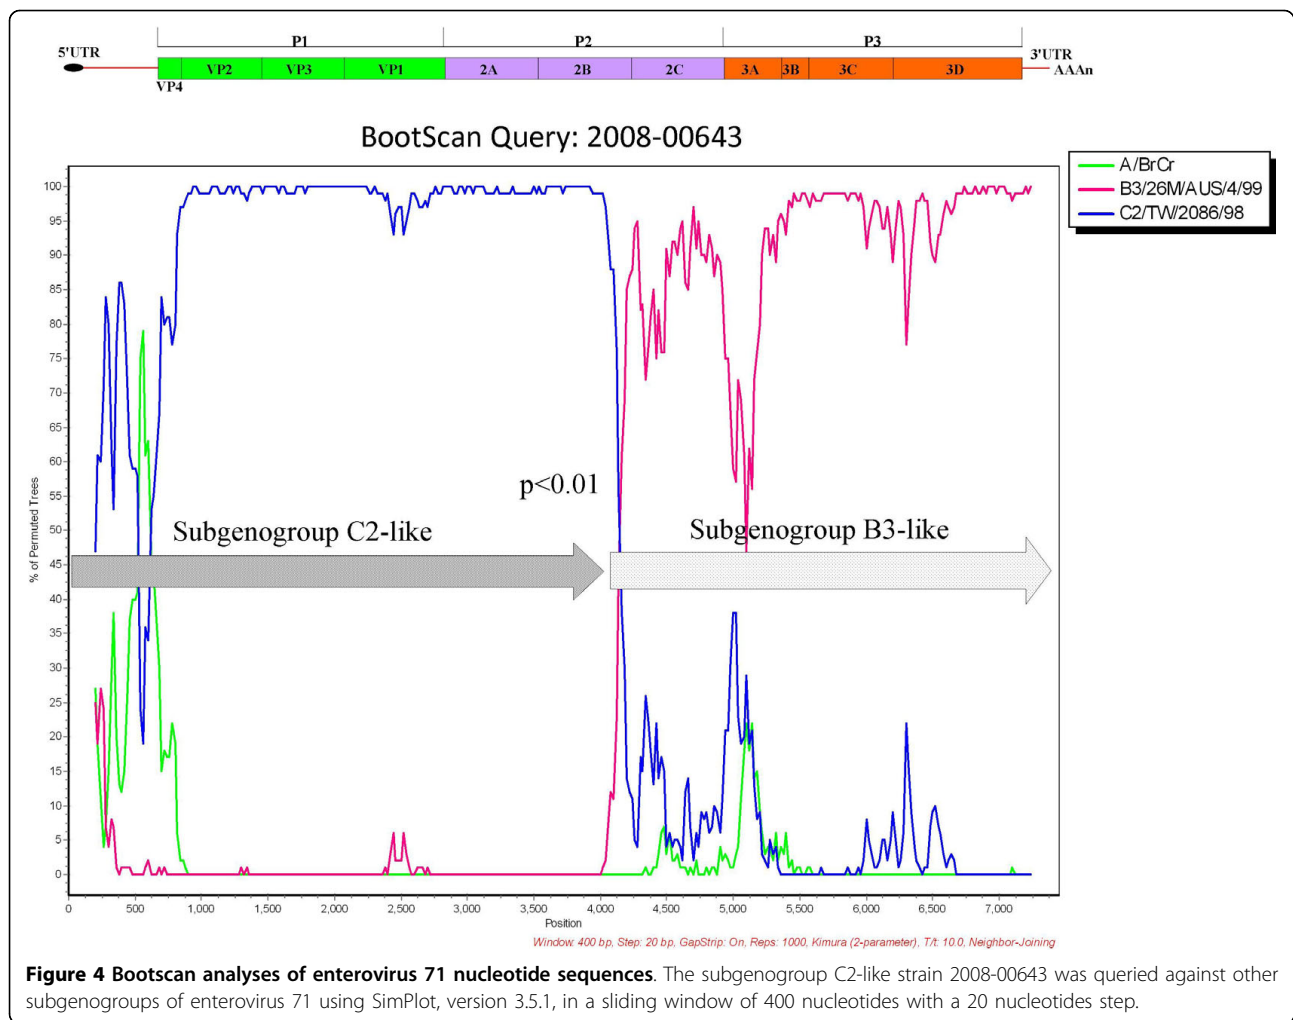 P1 P2 P3
5'UTR 3'UTR
VP4 VP2 VP3 VP1 2A 2B 2C 3A 3B 3C 3D AAAn
BootScan Query: 2008-00643
A/BrCr
B3/26M/AUS/4/99
C2/TW/2086/98
% of Permuted Trees
100
95
90
85
80
75
70
65
60
55
50
45
40
35
30
25
20
15
10
5
0
p<0.01
Subgenogroup C2-like
Subgenogroup B3-like
0 500 1,000 1,500 2,000 2,500 3,000 3,500 4,000 4,500 5,000 5,500 6,000 6,500 7,000
Position
Window: 400 bp, Step: 20 bp, GapStrip: On, Reps: 1000, Kimura (2-parameter), T/t: 10.0, Neighbor-Joining
Figure 4 Bootscan analyses of enterovirus 71 nucleotide sequences. The subgenogroup C2-like strain 2008-00643 was queried against other
subgenogroups of enterovirus 71 using SimPlot, version 3.5.1, in a sliding window of 400 nucleotides with a 20 nucleotides step.